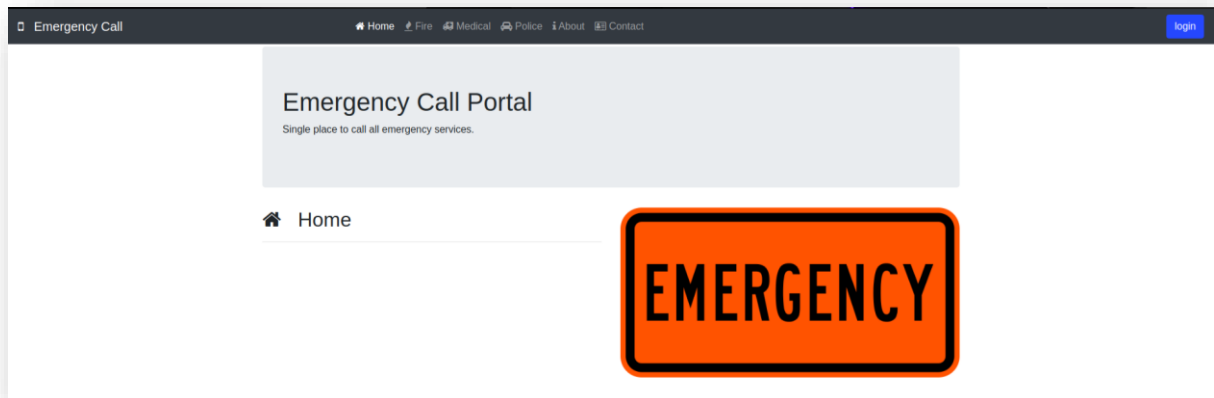 Emergency Call Home Fire Medical Police About Contact login
Emergency Call Portal
Single place to call all emergency services.
Home
EMERGENCY